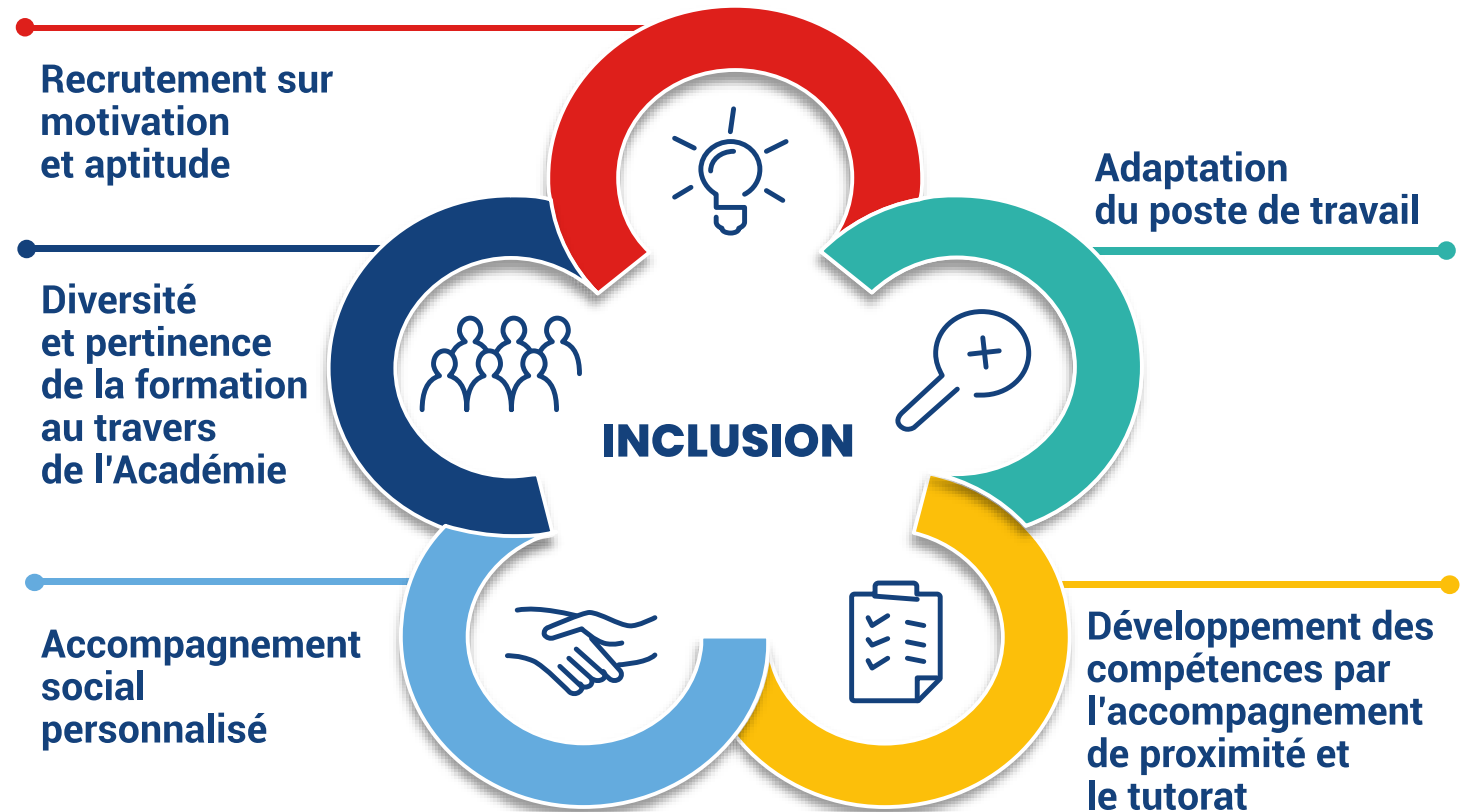 Recrutement sur
motivation
et aptitude
Adaptation
du poste de travail
Diversité
et pertinence
de la formation
au travers
de l'Académie
INCLUSION
Accompagnement
social
personnalisé
Développement des
compétences par
l'accompagnement
de proximité et
le tutorat